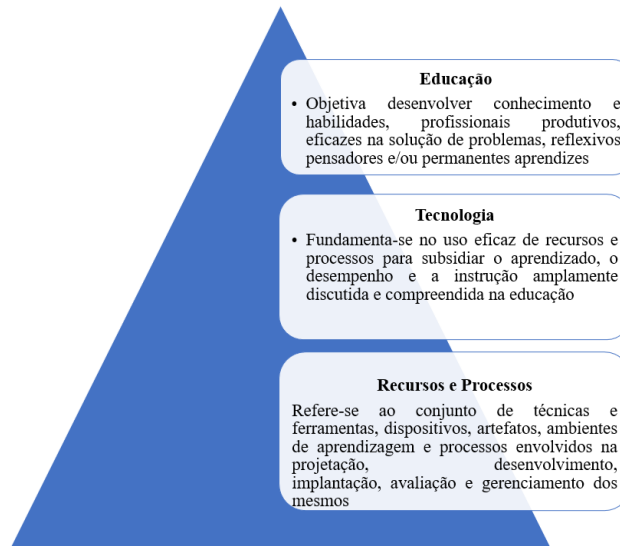 Educação
• Objetiva desenvolver conhecimento e
habilidades, profissionais produtivos,
eficazes na solução de problemas, reflexivos
pensadores e/ou permanentes aprendizes
Tecnologia
• Fundamenta-se no uso eficaz de recursos e
processos para subsidiar o aprendizado, o
desempenho e a instrução amplamente
discutida e compreendida na educação
Recursos e Processos
Refere-se ao conjunto de técnicas e
ferramentas, dispositivos, artefatos, ambientes
de aprendizagem e processos envolvidos na
projetação, desenvolvimento,
implantação, avaliação e gerenciamento dos
mesmos